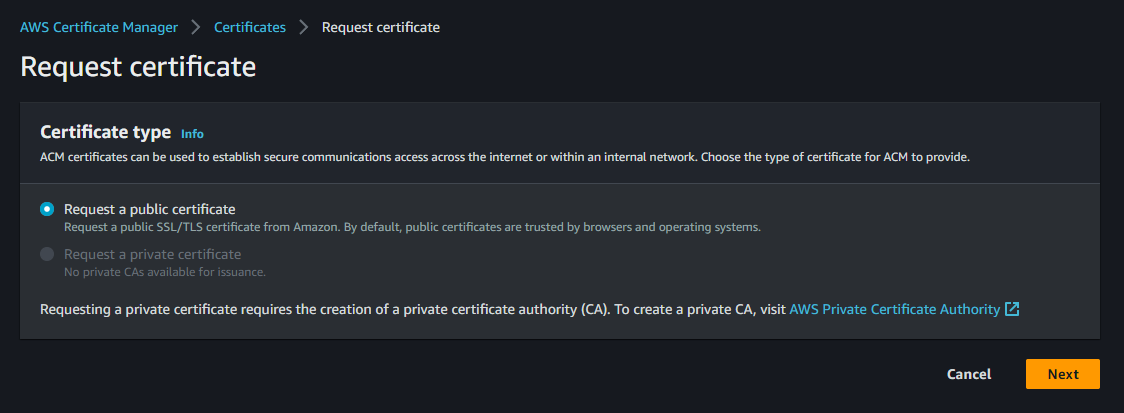 AWS Certificate Manager > Certificates > Request certificate
Request certificate
Certificate type Info
ACM certificates can be used to establish secure communications access across the internet or within an internal network. Choose the type of certificate for ACM to provide.
Request a public certificate
Request a public SSL/TLS certificate from Amazon. By default, public certificates are trusted by browsers and operating systems.
Request a private certificate
No private CAs available for issuance.
Requesting a private certificate requires the creation of a private certificate authority (CA). To create a private CA, visit AWS Private Certificate Authority
Cancel Next